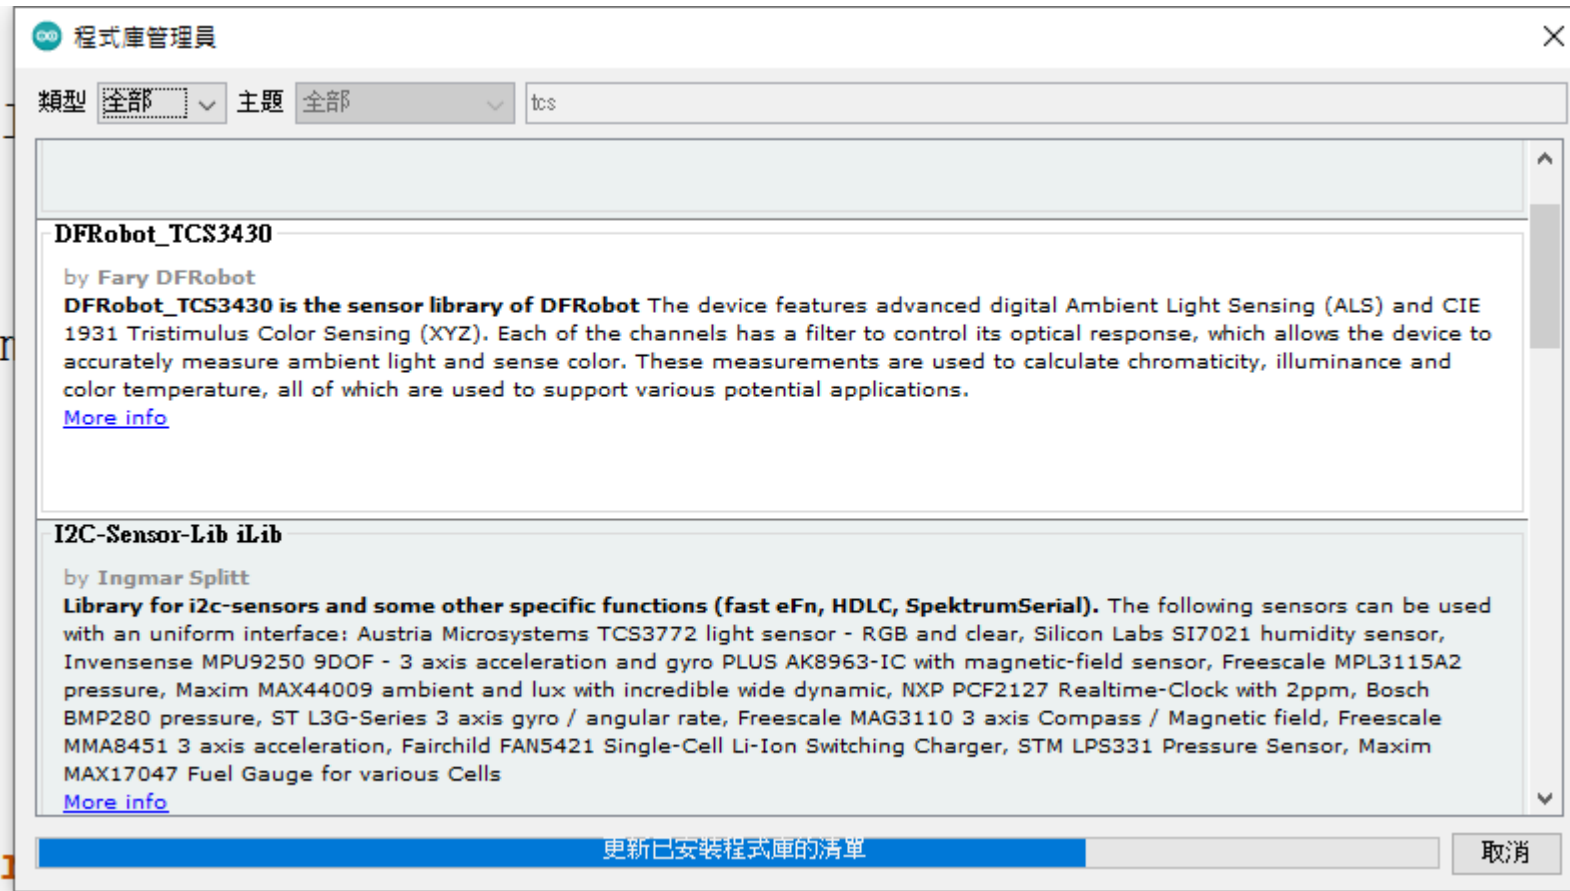 程式庫管理員
類型 全部 主題 全部 tcs
DFRobot_TCS3430
by Fary DFRobot
DFRobot_TCS3430 is the sensor library of DFRobot The device features advanced digital Ambient Light Sensing (ALS) and CIE
1931 Tristimulus Color Sensing (XYZ). Each of the channels has a filter to control its optical response, which allows the device to
accurately measure ambient light and sense color. These measurements are used to calculate chromaticity, illuminance and
color temperature, all of which are used to support various potential applications.
More info
I2C-Sensor-Lib iLib
by Ingmar Splitt
Library for i2c-sensors and some other specific functions (fast eFn, HDLC, SpektrumSerial). The following sensors can be used
with an uniform interface: Austria Microsystems TCS3772 light sensor - RGB and clear, Silicon Labs SI7021 humidity sensor,
Invensense MPU9250 9DOF - 3 axis acceleration and gyro PLUS AK8963-IC with magnetic-field sensor, Freescale MPL3115A2
pressure, Maxim MAX44009 ambient and lux with incredible wide dynamic, NXP PCF2127 Realtime-Clock with 2ppm, Bosch
BMP280 pressure, ST L3G-Series 3 axis gyro / angular rate, Freescale MAG3110 3 axis Compass / Magnetic field, Freescale
MMA8451 3 axis acceleration, Fairchild FAN5421 Single-Cell Li-Ion Switching Charger, STM LPS331 Pressure Sensor, Maxim
MAX17047 Fuel Gauge for various Cells
More info
更新已安裝程式庫的清單
取消